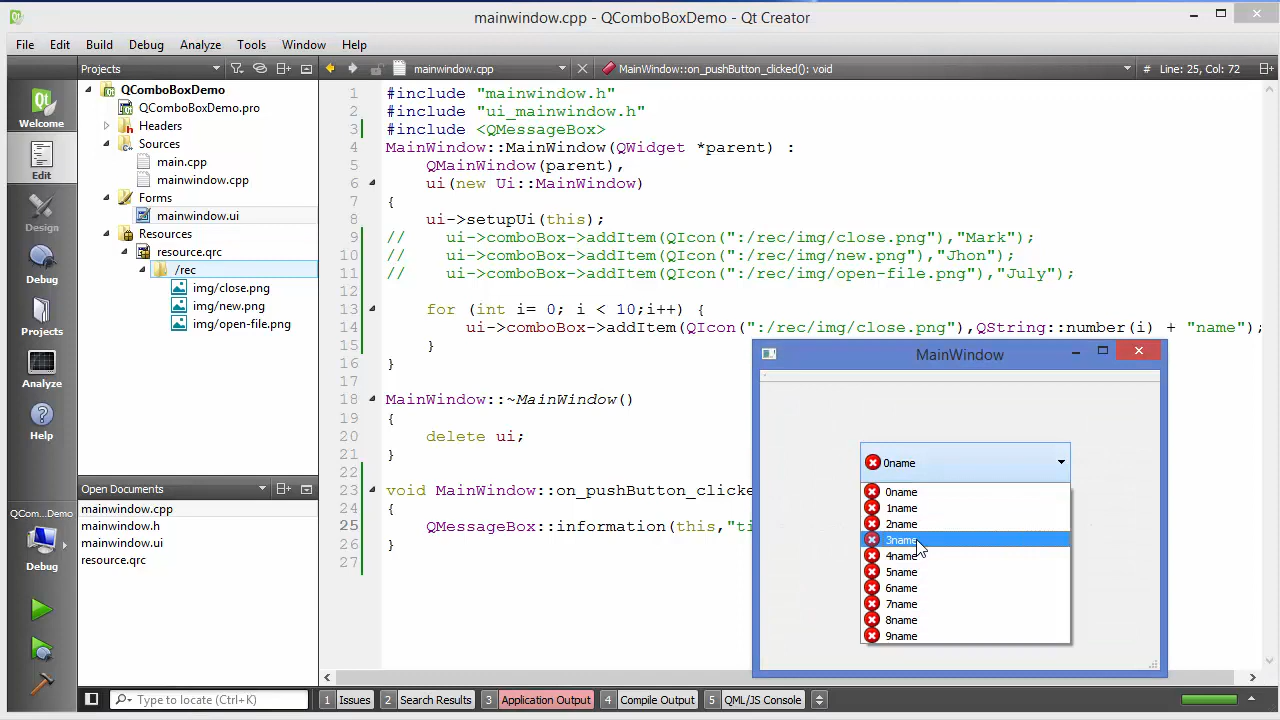 mainwindow.cpp - QComboBoxDemo - Qt Creator
File Edit Build Debug Analyze Tools Window Help
Projects
mainwindow.cpp
MainWindow::on_pushButton_clicked(): void
# Line: 25, Col: 72
Welcome
Edit
Design
Debug
Projects
Analyze
Help
QCom...Demo
Debug
QComboBoxDemo
QComboBoxDemo.pro
Headers
Sources
main.cpp
mainwindow.cpp
Forms
mainwindow.ui
Resources
resource.qrc
/rec
img/close.png
img/new.png
img/open-file.png
Open Documents
mainwindow.cpp
mainwindow.h
mainwindow.ui
resource.qrc
1 #include "mainwindow.h"
2 #include "ui_mainwindow.h"
3 #include <QMessageBox>
4 MainWindow::MainWindow(QWidget *parent) :
5 QMainWindow(parent),
6 ui(new Ui::MainWindow)
7 {
8 ui->setupUi(this);
9 // ui->comboBox->addItem(QIcon(":/rec/img/close.png"),"Mark");
10 // ui->comboBox->addItem(QIcon(":/rec/img/new.png"),"Jhon");
11 // ui->comboBox->addItem(QIcon(":/rec/img/open-file.png"),"July");
12
13 for (int i= 0; i < 10;i++) {
14 ui->comboBox->addItem(QIcon(":/rec/img/close.png"),QString::number(i) + "name");
15 }
16 }
17
18 MainWindow::~MainWindow()
19 {
20 delete ui;
21 }
22
23 void MainWindow::on_pushButton_clicke
24 {
25 QMessageBox::information(this,"ti
26 }
27
MainWindow
0name
0name
1name
2name
3name
4name
5name
6name
7name
8name
9name
Type to locate (Ctrl+K)
1 Issues
2 Search Results
3 Application Output
4 Compile Output
5 QML/JS Console